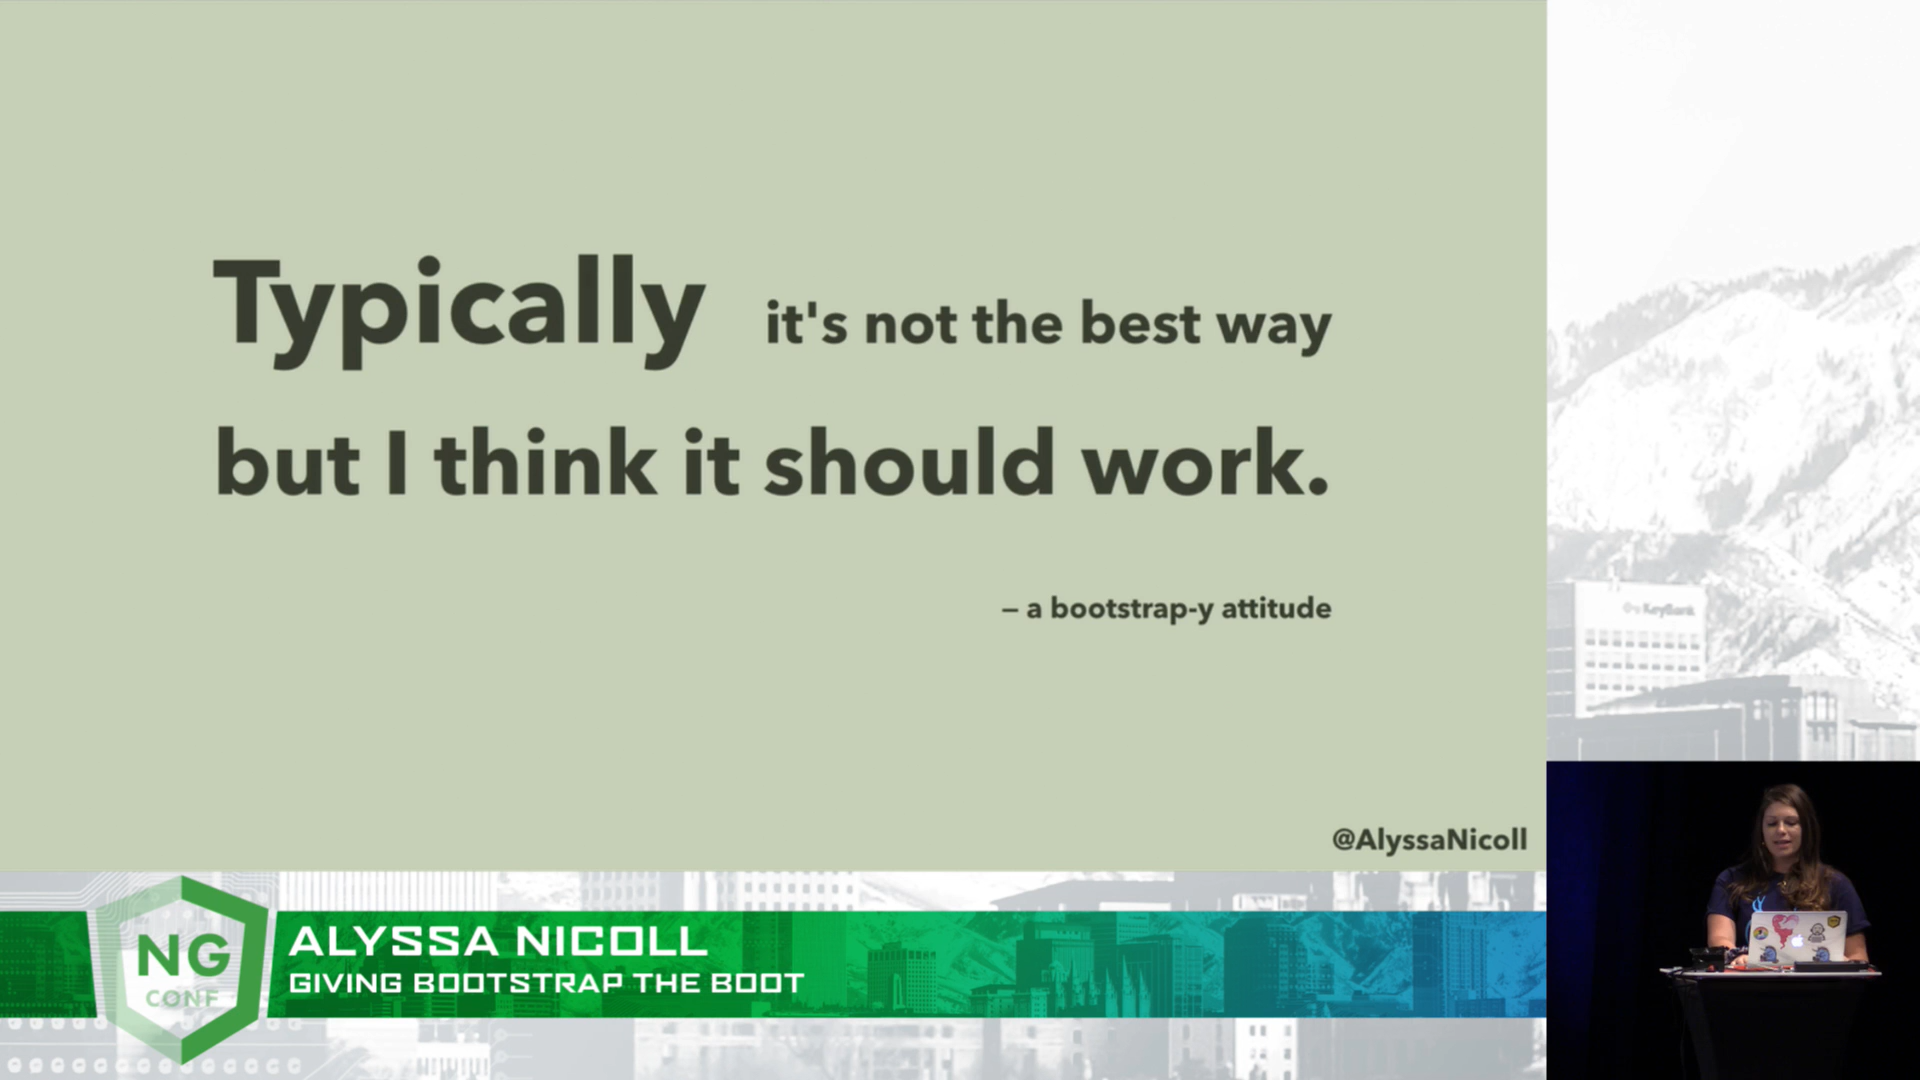 Typically it's not the best way
but I think it should work.
– a bootstrap-y attitude
@AlyssaNicoll
KeyBank
NG
CONF
ALYSSA NICOLL
GIVING BOOTSTRAP THE BOOT